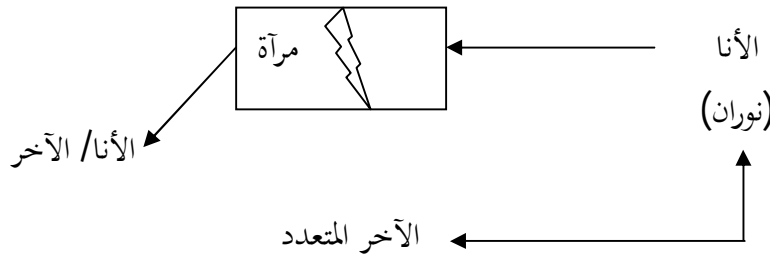 الأنا
(نوران)
مرآة
الأنا/ الآخر
الآخر المتعدد